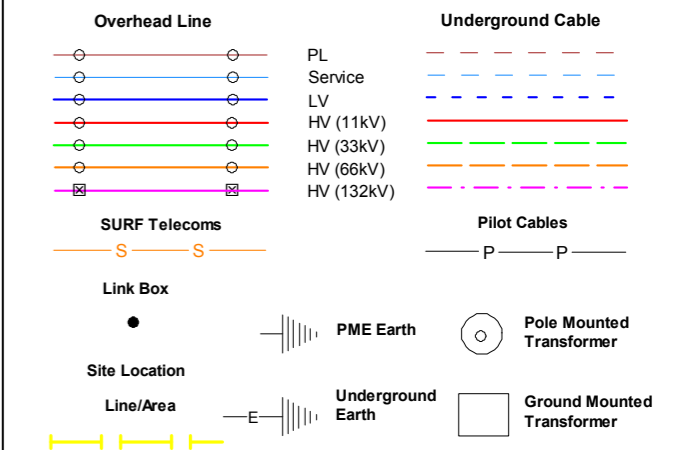 Overhead Line
Underground Cable
PL
Service
LV
HV (11kV)
HV (33kV)
HV (66kV)
HV (132kV)
SURF Telecoms
Pilot Cables
S S
P P
Link Box
PME Earth
Pole Mounted
Transformer
Site Location
Line/Area
E
Underground
Earth
Ground Mounted
Transformer